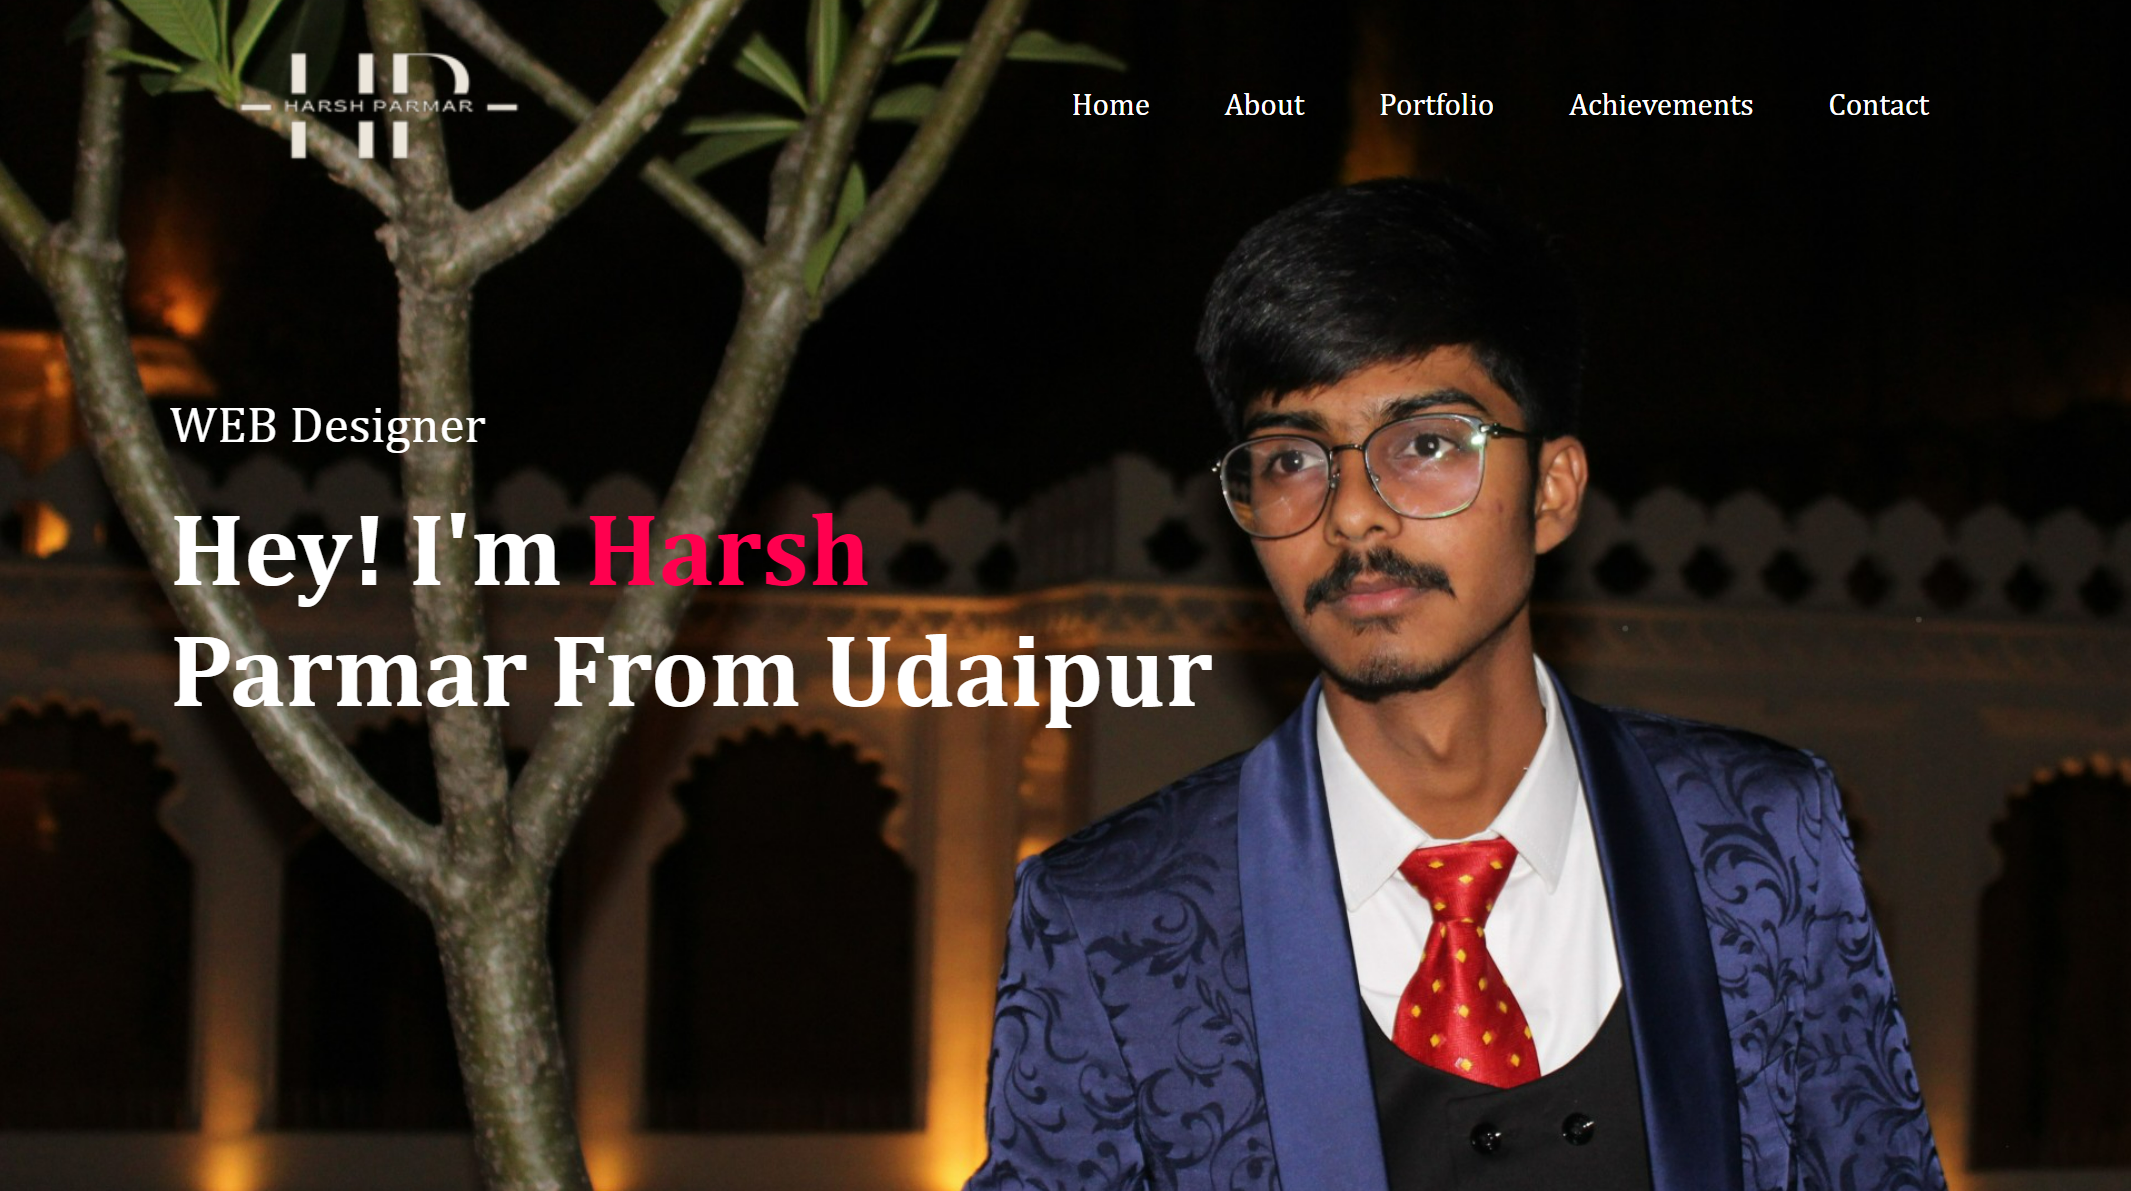 HP
HARSH PARMAR
Home About Portfolio Achievements Contact
WEB Designer
Hey! I'm Harsh
Parmar From Udaipur